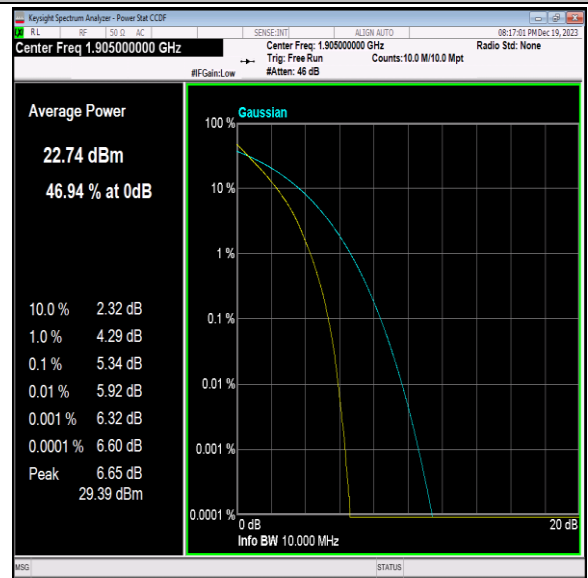 Keysight Spectrum Analyzer - Power Stat CCDF
RL RF 50 Ω AC SENSE:INT ALIGN AUTO 08:17:01 PM Dec 19, 2023
Center Freq 1.905000000 GHz
Center Freq: 1.905000000 GHz Radio Std: None
Trig: Free Run Counts:10.0 M/10.0 Mpt
#IFGain:Low #Atten: 46 dB
Average Power
22.74 dBm
46.94 % at 0dB
10.0 % 2.32 dB
1.0 % 4.29 dB
0.1 % 5.34 dB
0.01 % 5.92 dB
0.001 % 6.32 dB
0.0001 % 6.60 dB
Peak 6.65 dB
29.39 dBm
Gaussian
100 %
10 %
1 %
0.1 %
0.01 %
0.001 %
0.0001 %
0 dB 20 dB
Info BW 10.000 MHz
MSG STATUS